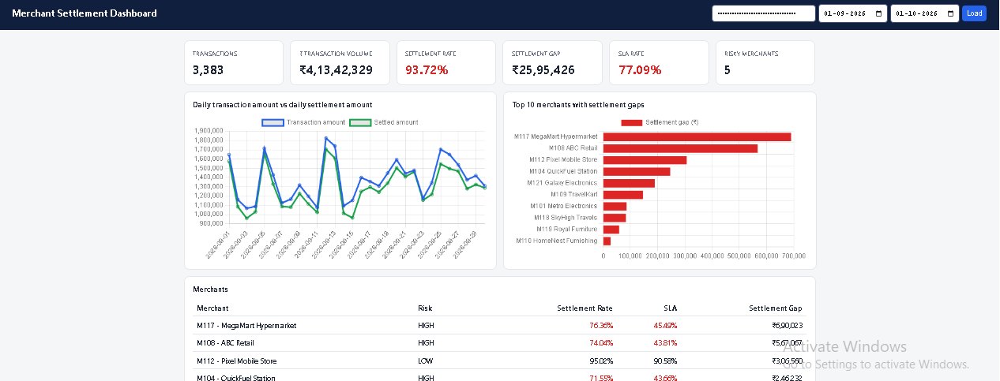 Merchant Settlement Dashboard
01-09-2026
01-10-2026
Load
TRANSACTIONS
3,383
₹ TRANSACTION VOLUME
₹4,13,42,329
SETTLEMENT RATE
93.72%
SETTLEMENT GAP
₹25,95,426
SLA RATE
77.09%
RISKY MERCHANTS
5
Daily transaction amount vs daily settlement amount
Transaction amount Settled amount
1,900,000
1,800,000
1,700,000
1,600,000
1,500,000
1,400,000
1,300,000
1,200,000
1,100,000
1,000,000
900,000
2026-09-01
2026-09-03
2026-09-05
2026-09-07
2026-09-09
2026-09-11
2026-09-13
2026-09-15
2026-09-17
2026-09-19
2026-09-21
2026-09-23
2026-09-25
2026-09-27
2026-09-29
Top 10 merchants with settlement gaps
Settlement gap (₹)
M117 MegaMart Hypermarket
M108 ABC Retail
M112 Pixel Mobile Store
M104 QuickFuel Station
M121 Galaxy Electronics
M109 TravelKart
M101 Metro Electronics
M118 SkyHigh Travels
M119 Royal Furniture
M110 HomeNest Furnishing
0 100,000 200,000 300,000 400,000 500,000 600,000 700,000
Merchants
Merchant Risk Settlement Rate SLA Settlement Gap
M117 - MegaMart Hypermarket HIGH 76.36% 45.49% ₹6,90,023
M108 - ABC Retail HIGH 74.04% 43.81% ₹5,67,067
M112 - Pixel Mobile Store LOW 95.02% 90.58% ₹3,06,560
M104 - QuickFuel Station HIGH 71.55% 43.66% ₹2,46,232
Activate Windows
Go to Settings to activate Windows.